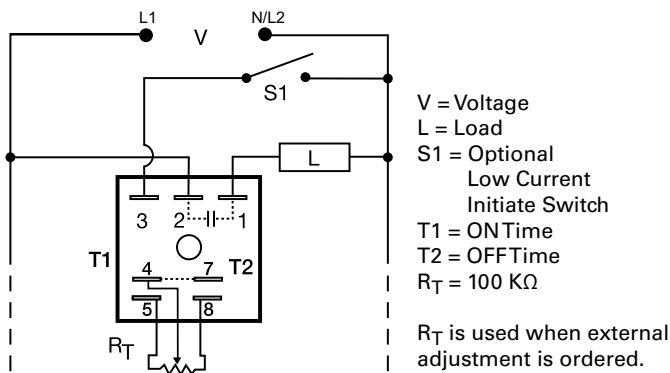 L1 V N/L2
S1
L
3 2 1
T1 4 7 T2
5 8
RT
V = Voltage
L = Load
S1 = Optional
Low Current
Initiate Switch
T1 = ON Time
T2 = OFF Time
RT = 100 KΩ
RT is used when external
adjustment is ordered.